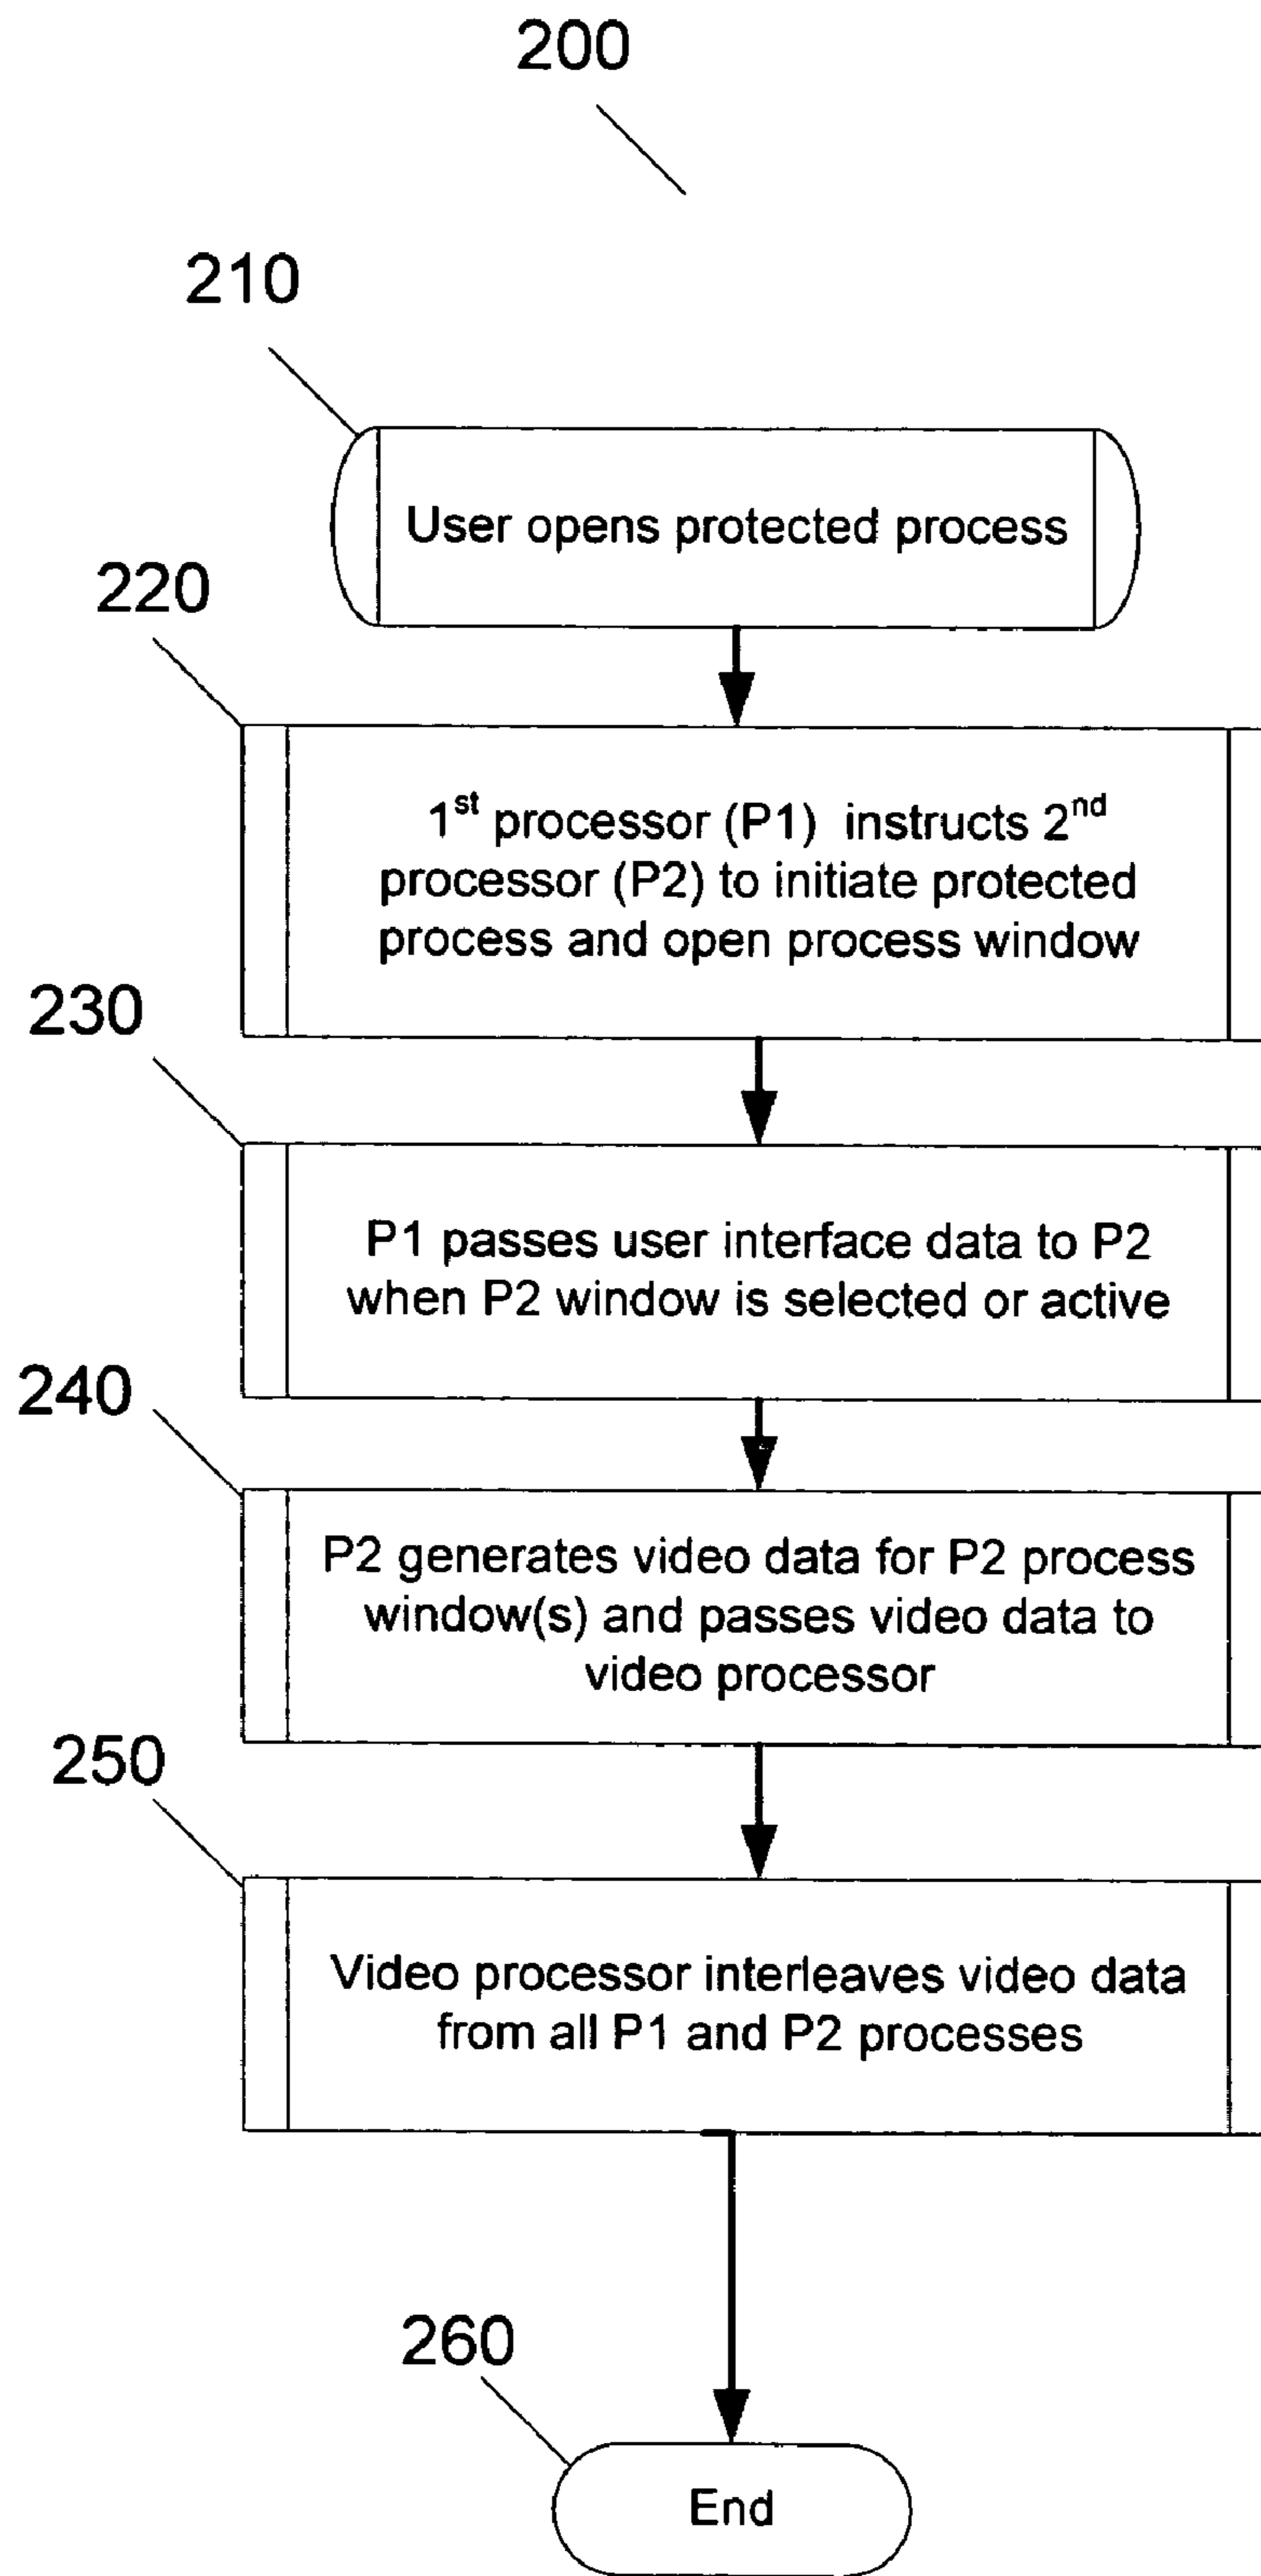 200
210
User opens protected process
220
1st processor (P1) instructs 2nd
processor (P2) to initiate protected
process and open process window
230
P1 passes user interface data to P2
when P2 window is selected or active
240
P2 generates video data for P2 process
window(s) and passes video data to
video processor
250
Video processor interleaves video data
from all P1 and P2 processes
260
End